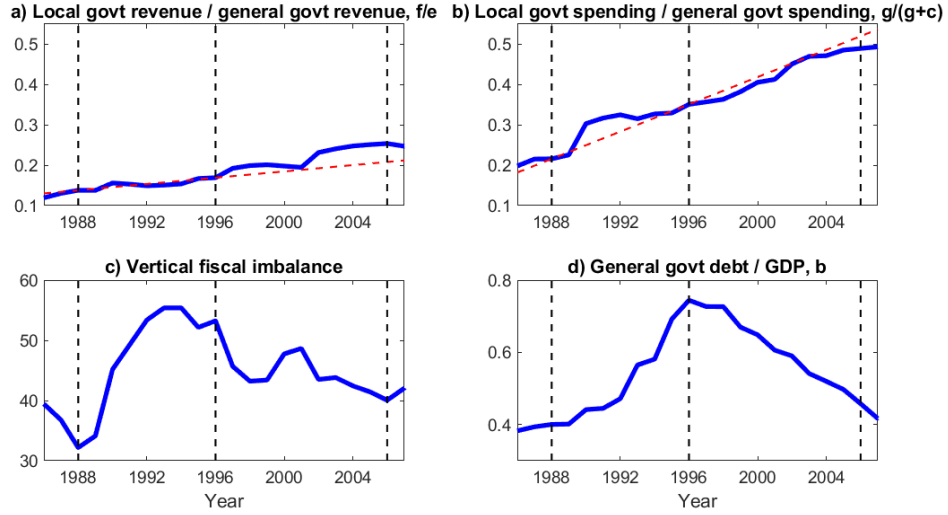 a) Local govt revenue / general govt revenue, f/e
0.5
0.4
0.3
0.2
0.1
1988 1992 1996 2000 2004
b) Local govt spending / general govt spending, g/(g+c)
0.5
0.4
0.3
0.2
0.1
1988 1992 1996 2000 2004
c) Vertical fiscal imbalance
60
50
40
30
1988 1992 1996 2000 2004
Year
d) General govt debt / GDP, b
0.8
0.6
0.4
1988 1992 1996 2000 2004
Year